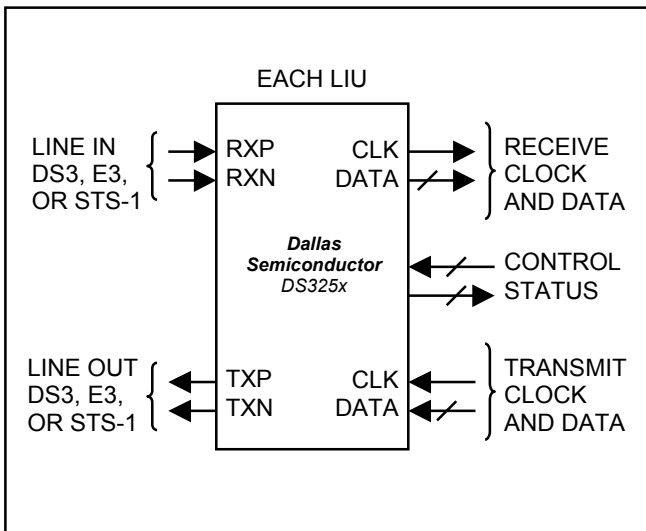 EACH LIU
LINE IN
DS3, E3,
OR STS-1
RXP
RXN
CLK
DATA
RECEIVE
CLOCK
AND DATA
Dallas
Semiconductor
DS325x
CONTROL
STATUS
LINE OUT
DS3, E3,
OR STS-1
TXP
TXN
CLK
DATA
TRANSMIT
CLOCK
AND DATA